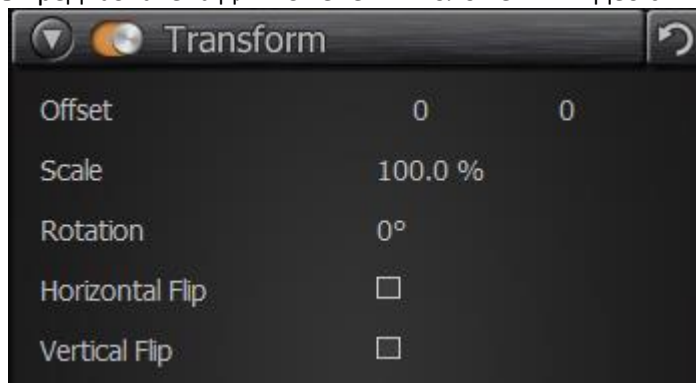 Transform
Offset 0 0
Scale 100.0 %
Rotation 0°
Horizontal Flip
Vertical Flip